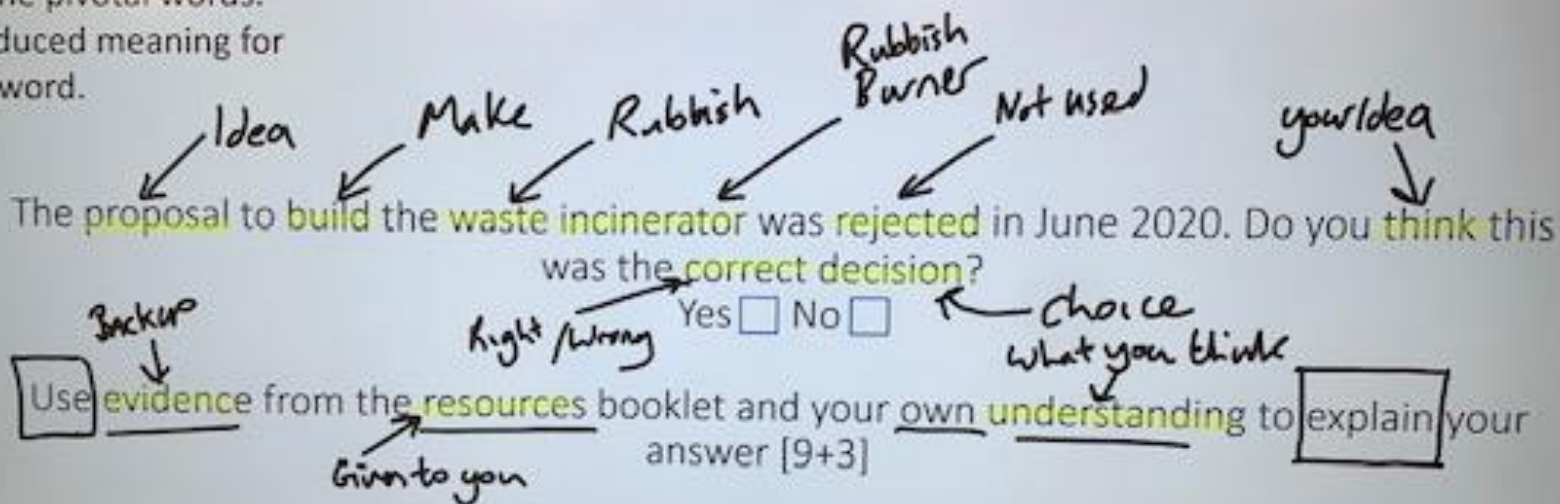 pivotal words.
duced meaning for
word.
Idea
Make
Rubbish
Rubbish
Burner
Not used
your Idea
The proposal to build the waste incinerator was rejected in June 2020. Do you think this
was the correct decision?
Yes No
Right/Wrong
Choice
Backup
what you think
Use evidence from the resources booklet and your own understanding to explain your
answer [9+3]
Given to you